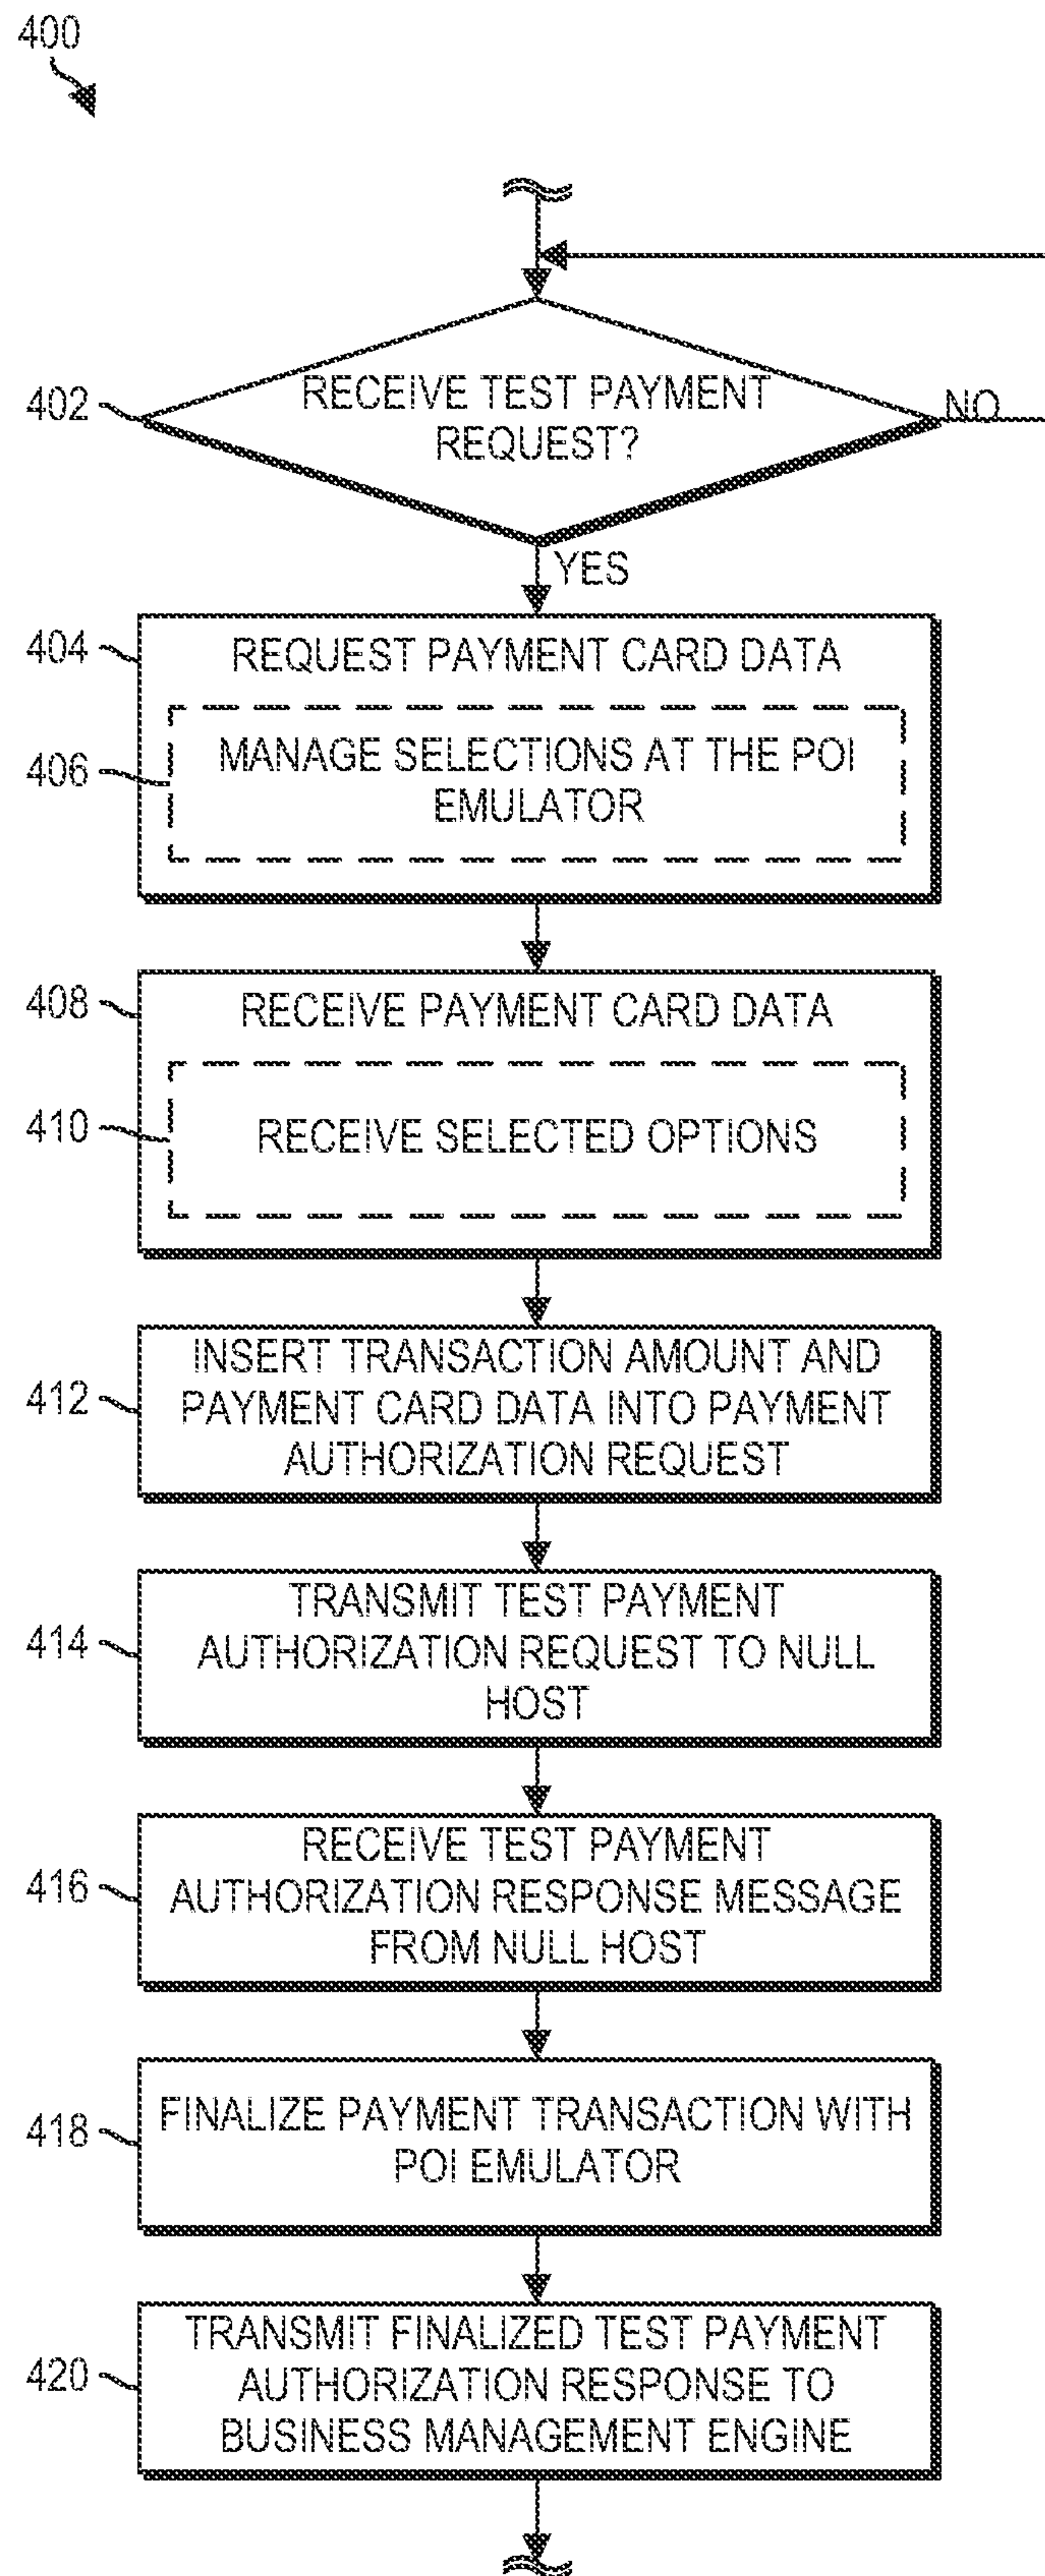 400
402
RECEIVE TEST PAYMENT
REQUEST?
NO
YES
404
REQUEST PAYMENT CARD DATA
406
MANAGE SELECTIONS AT THE POI
EMULATOR
408
RECEIVE PAYMENT CARD DATA
410
RECEIVE SELECTED OPTIONS
412
INSERT TRANSACTION AMOUNT AND
PAYMENT CARD DATA INTO PAYMENT
AUTHORIZATION REQUEST
414
TRANSMIT TEST PAYMENT
AUTHORIZATION REQUEST TO NULL
HOST
416
RECEIVE TEST PAYMENT
AUTHORIZATION RESPONSE MESSAGE
FROM NULL HOST
418
FINALIZE PAYMENT TRANSACTION WITH
POI EMULATOR
420
TRANSMIT FINALIZED TEST PAYMENT
AUTHORIZATION RESPONSE TO
BUSINESS MANAGEMENT ENGINE